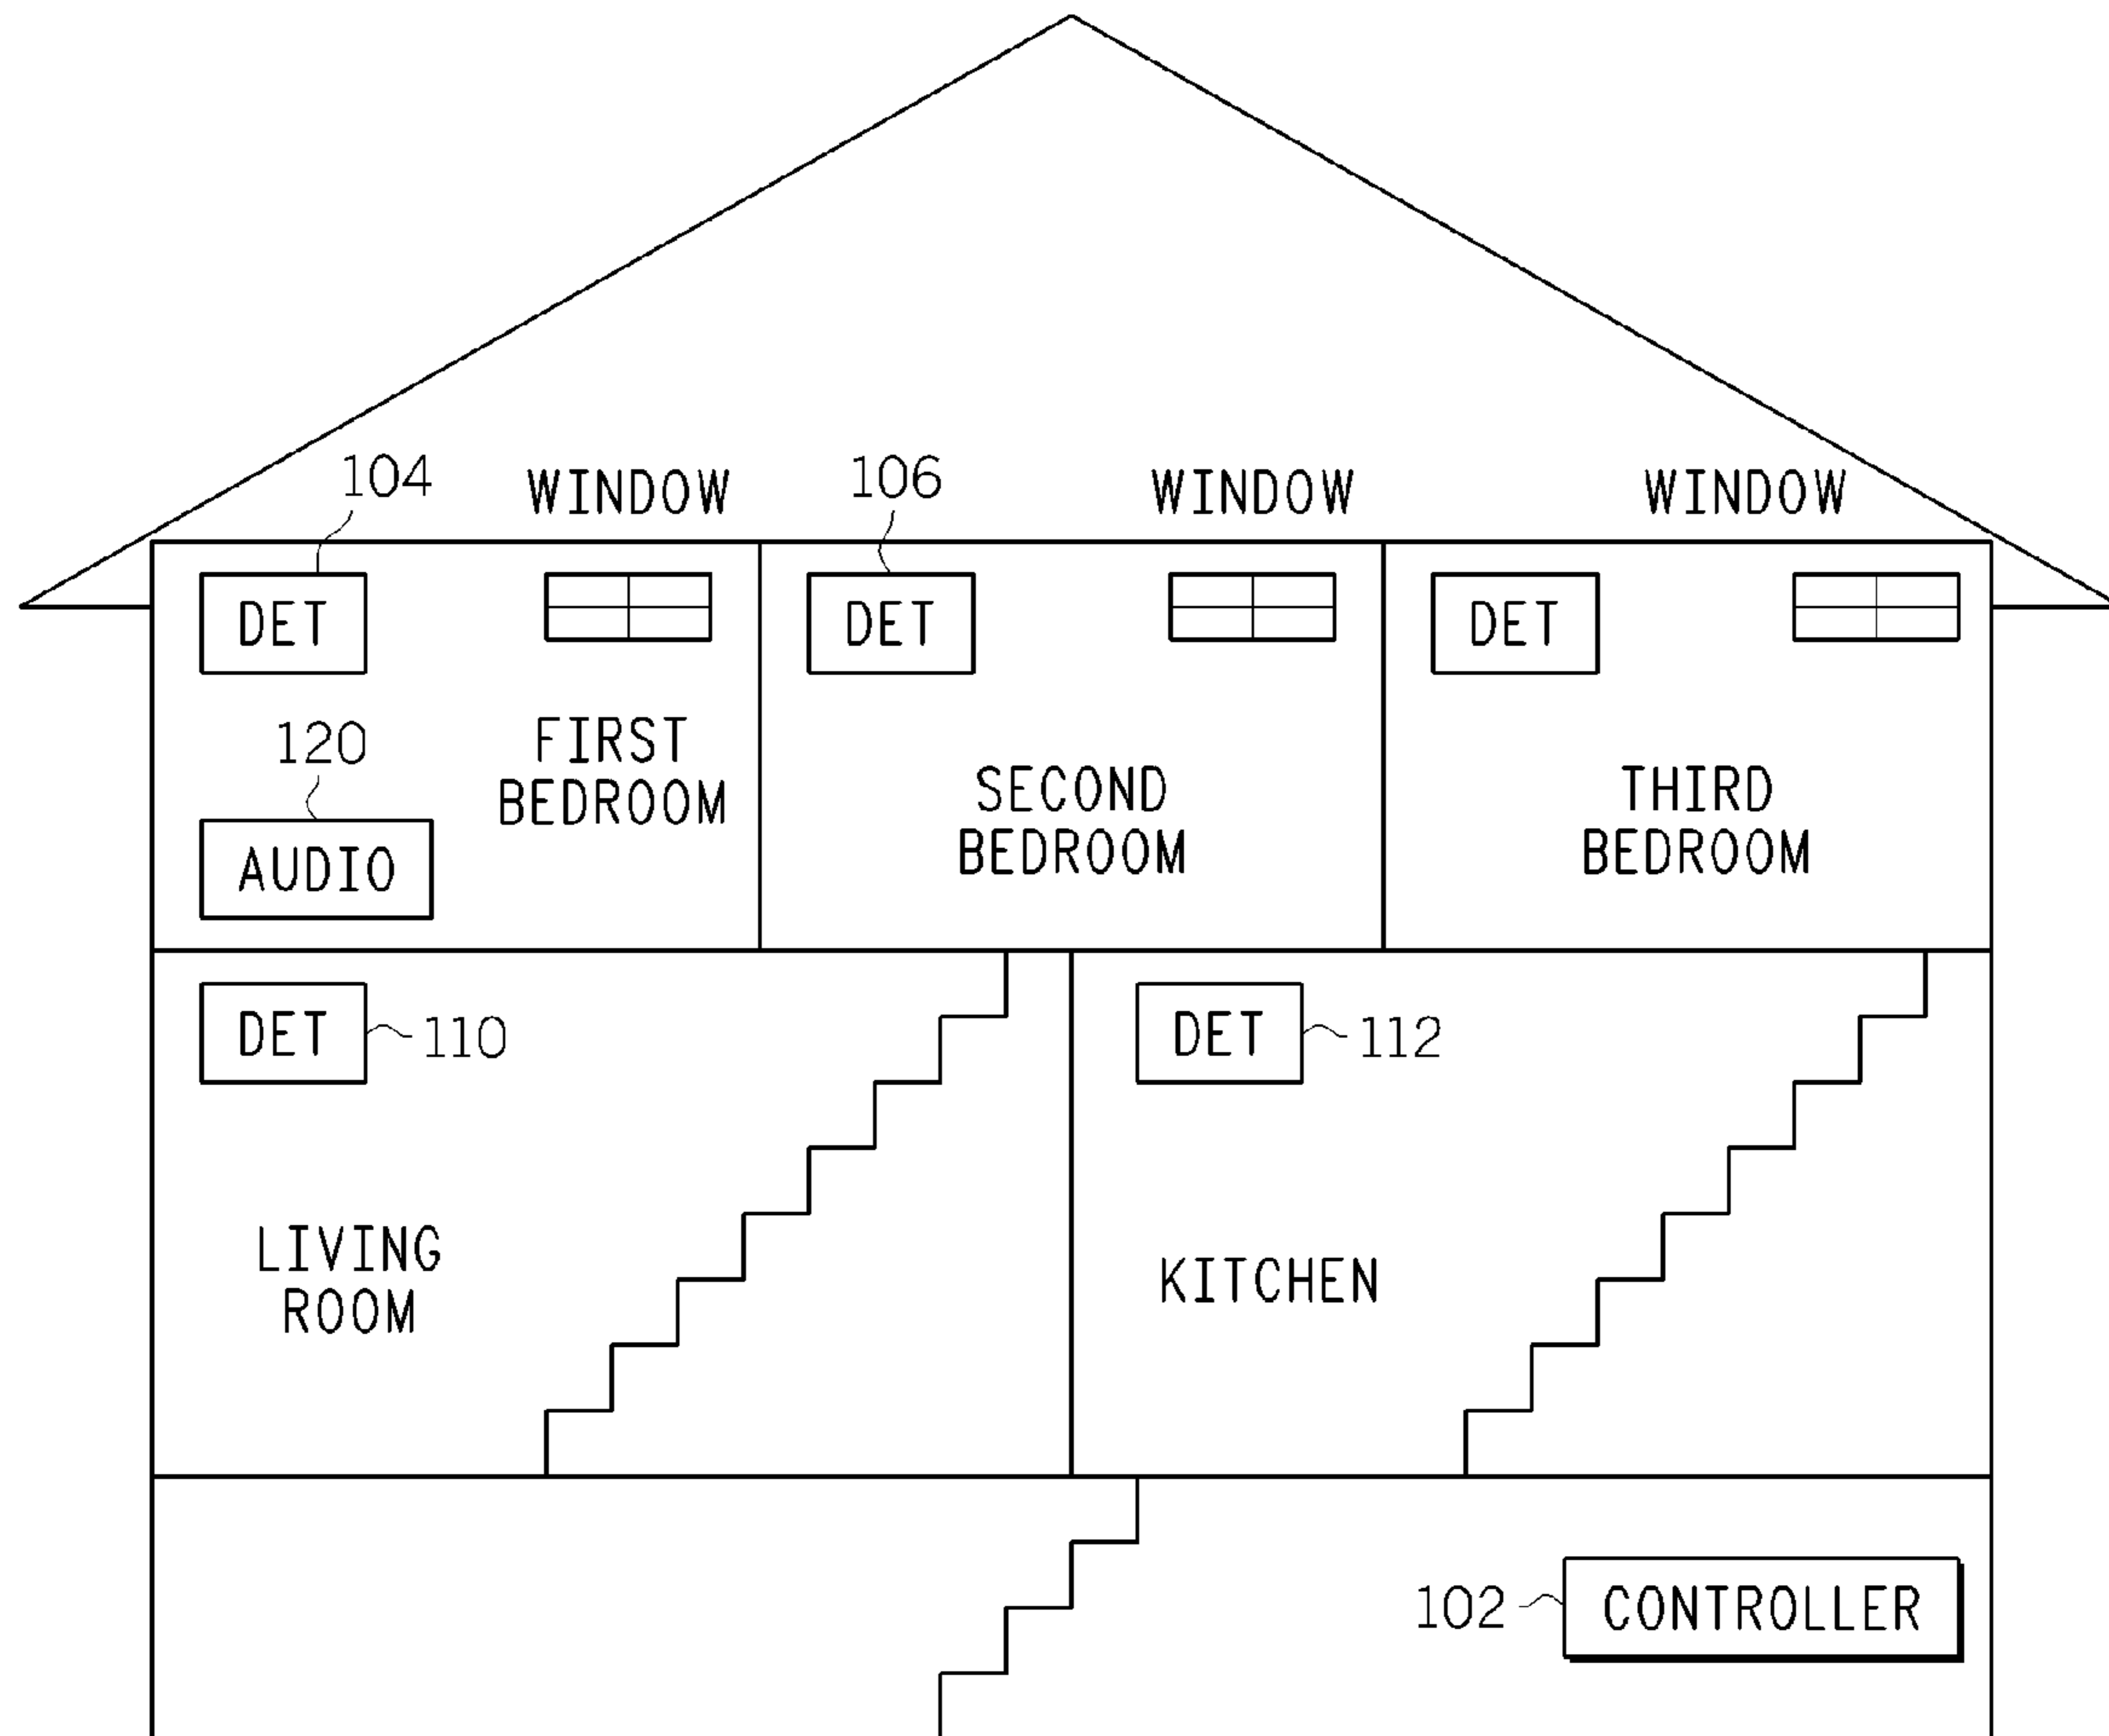 104
WINDOW
106
WINDOW
WINDOW
DET
DET
DET
120
FIRST
BEDROOM
SECOND
BEDROOM
THIRD
BEDROOM
AUDIO
DET
110
DET
112
LIVING
ROOM
KITCHEN
102
CONTROLLER